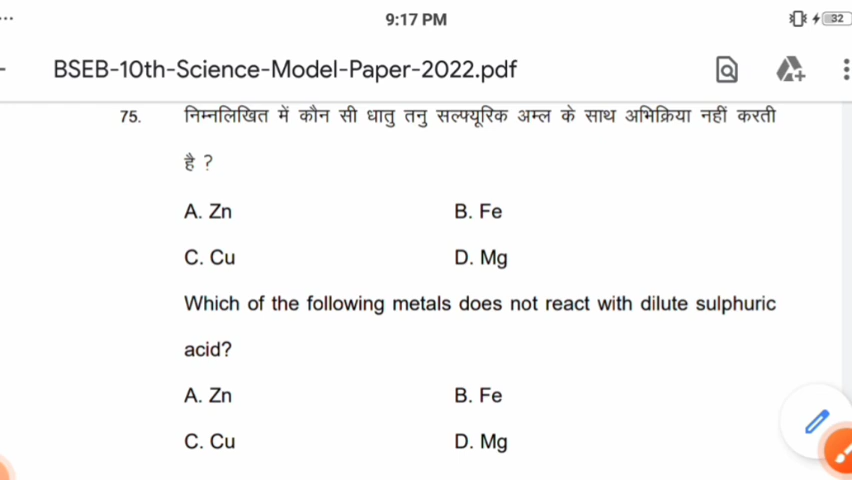 9:17 PM
32
BSEB-10th-Science-Model-Paper-2022.pdf
75. निम्नलिखित में कौन सी धातु तनु सल्फ्यूरिक अम्ल के साथ अभिक्रिया नहीं करती
है ?
A. Zn B. Fe
C. Cu D. Mg
Which of the following metals does not react with dilute sulphuric
acid?
A. Zn B. Fe
C. Cu D. Mg